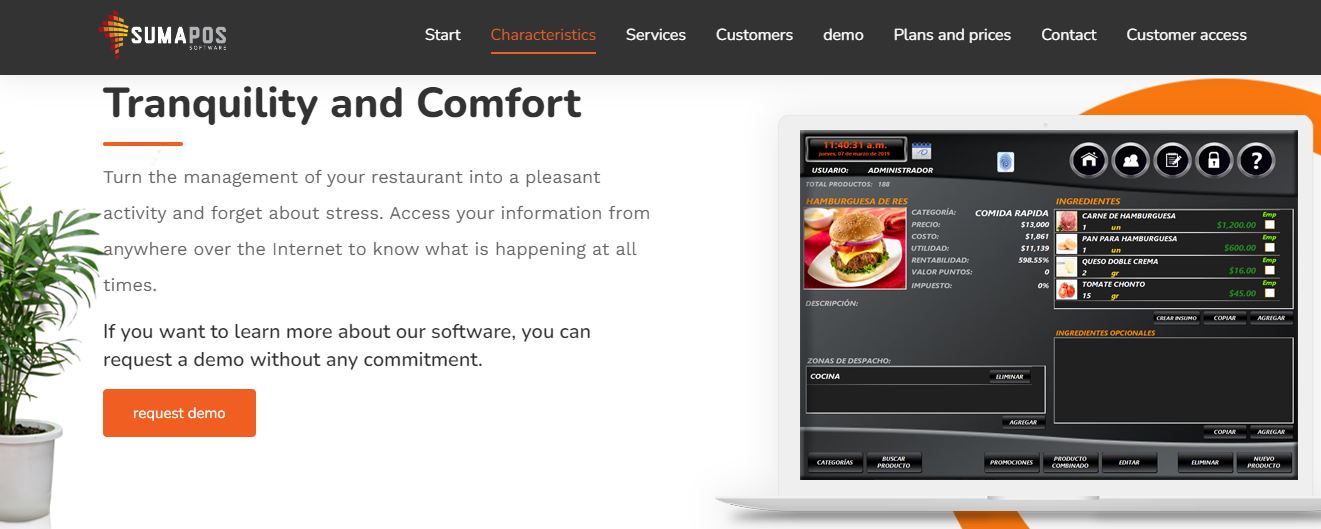 SUMAPOS
SOFTWARE
Start Characteristics Services Customers demo Plans and prices Contact Customer access
Tranquility and Comfort
Turn the management of your restaurant into a pleasant
activity and forget about stress. Access your information from
anywhere over the Internet to know what is happening at all
times.
If you want to learn more about our software, you can
request a demo without any commitment.
request demo
11:40:31 a.m.
jueves, 07 de marzo de 2019
USUARIO: ADMINISTRADOR
TOTAL PRODUCTOS: 188
?
HAMBURGUESA DE RES
CATEGORÍA: COMIDA RAPIDA
PRECIO: $13,000
COSTO: $1,861
UTILIDAD: $11,139
RENTABILIDAD: 598.55%
VALOR PUNTOS: 0
IMPUESTO: 0%
DESCRIPCIÓN:
ZONAS DE DESPACHO:
COCINA ELIMINAR
AGREGAR
INGREDIENTES
CARNE DE HAMBURGUESA Emp
1 un $1,200.00
PAN PARA HAMBURGUESA Emp
1 un $600.00
QUESO DOBLE CREMA Emp
2 gr $16.00
TOMATE CHONTO Emp
15 gr $45.00
CREAR INSUMO COPIAR AGREGAR
INGREDIENTES OPCIONALES
COPIAR AGREGAR
CATEGORÍAS BUSCAR PRODUCTO PROMOCIONES PRODUCTO COMBINADO EDITAR ELIMINAR NUEVO PRODUCTO